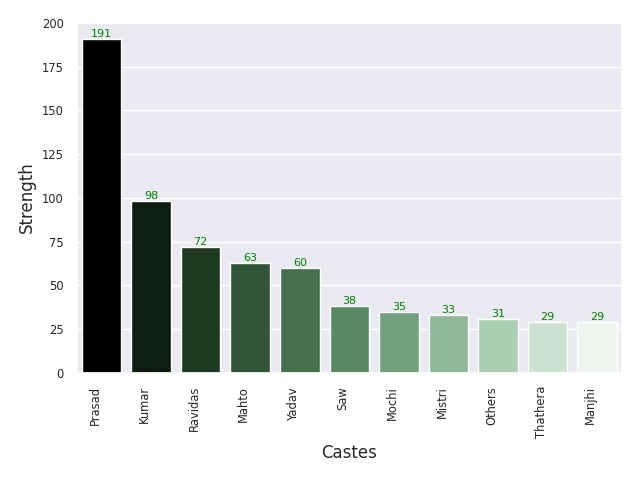 200
175
150
125
100
75
50
25
0
Strength
191
98
72
63
60
38
35
33
31
29
29
Prasad
Kumar
Ravidas
Mahto
Yadav
Saw
Mochi
Mistri
Others
Thathera
Manjhi
Castes